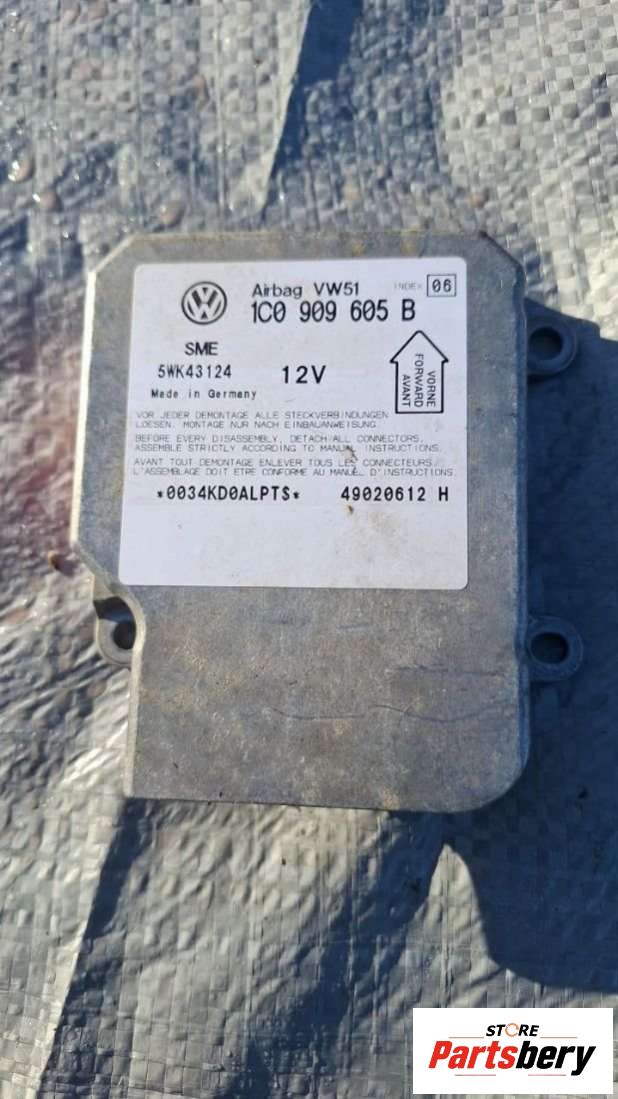 Airbag VW51 INDEX 06
1C0 909 605 B
SME
5WK43124 12V
Made in Germany
VORNE
FORWARD
AVANT
VOR JEDER DEMONTAGE ALLE STECKVERBINDUNGEN
LOESEN. MONTAGE NUR NACH EINBAUANWEISUNG.
BEFORE EVERY DISASSEMBLY, DETACH ALL CONNECTORS.
ASSEMBLE STRICTLY ACCORDING TO MANUAL INSTRUCTIONS.
AVANT TOUT DEMONTAGE ENLEVER TOUS LES CONNECTEURS
L'ASSEMBLAGE DOIT ETRE CONFORME AU MANUEL D'INSTRUCTIONS.
*0034KD0ALPT$* 49020612 H
STORE
Partsbery